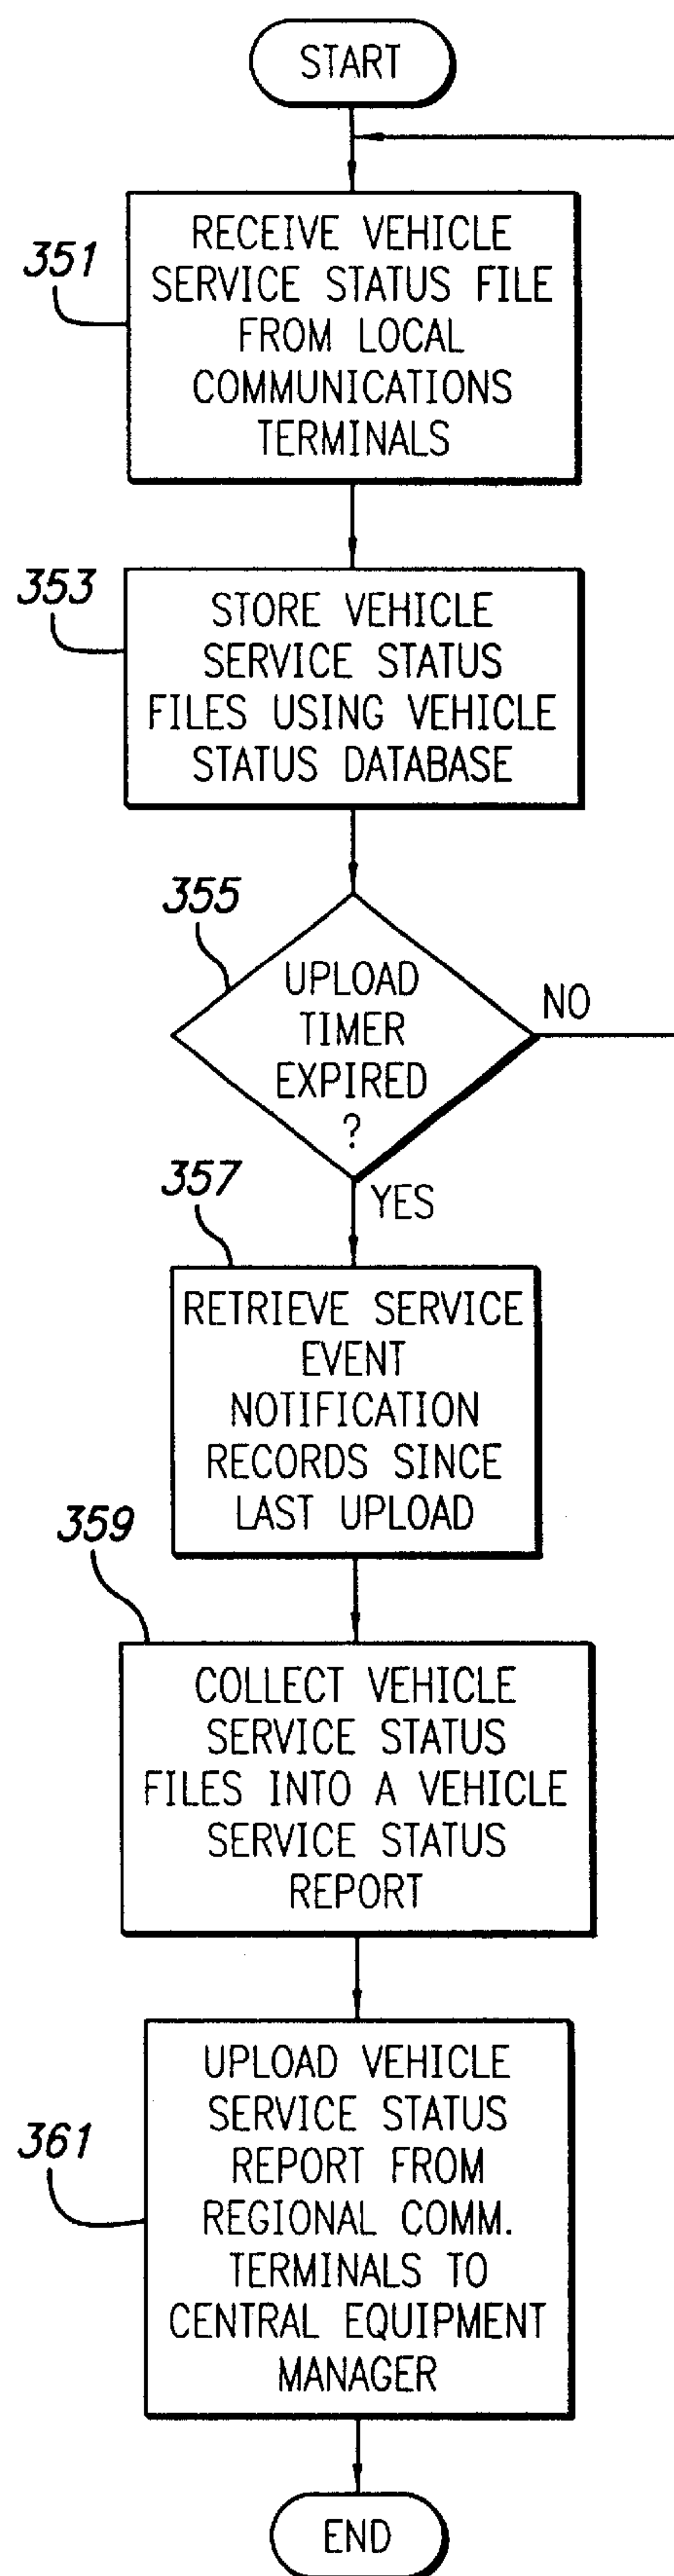 START
351
RECEIVE VEHICLE
SERVICE STATUS FILE
FROM LOCAL
COMMUNICATIONS
TERMINALS
353
STORE VEHICLE
SERVICE STATUS
FILES USING VEHICLE
STATUS DATABASE
355
UPLOAD
TIMER
EXPIRED
?
NO
YES
357
RETRIEVE SERVICE
EVENT
NOTIFICATION
RECORDS SINCE
LAST UPLOAD
359
COLLECT VEHICLE
SERVICE STATUS
FILES INTO A VEHICLE
SERVICE STATUS
REPORT
361
UPLOAD VEHICLE
SERVICE STATUS
REPORT FROM
REGIONAL COMM.
TERMINALS TO
CENTRAL EQUIPMENT
MANAGER
END